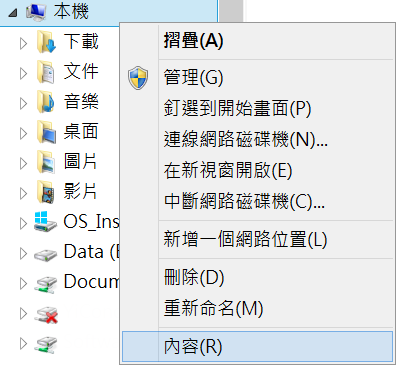 本機
下載
文件
音樂
桌面
圖片
影片
OS_Ins
Data (
Docum
摺疊(A)
管理(G)
釘選到開始畫面(P)
連線網路磁碟機(N)...
在新視窗開啟(E)
中斷網路磁碟機(C)...
新增一個網路位置(L)
刪除(D)
重新命名(M)
內容(R)